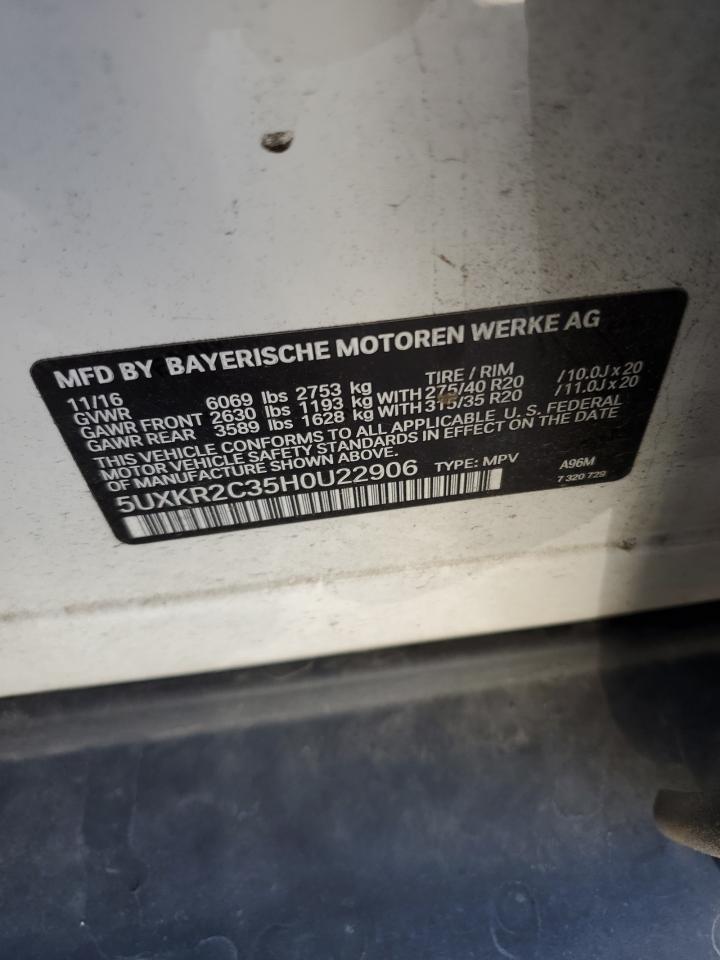 MFD BY BAYERISCHE MOTOREN WERKE AG
11/16 TIRE / RIM
GVWR 6069 lbs 2753 kg
GAWR FRONT 2630 lbs 1193 kg WITH 275/40 R20 /10.0J x 20
GAWR REAR 3589 lbs 1628 kg WITH 315/35 R20 /11.0J x 20
THIS VEHICLE CONFORMS TO ALL APPLICABLE U.S. FEDERAL
MOTOR VEHICLE SAFETY STANDARDS IN EFFECT ON THE DATE
OF MANUFACTURE SHOWN ABOVE.
5UXKR2C35H0U22906 TYPE: MPV A96M
7 320 729